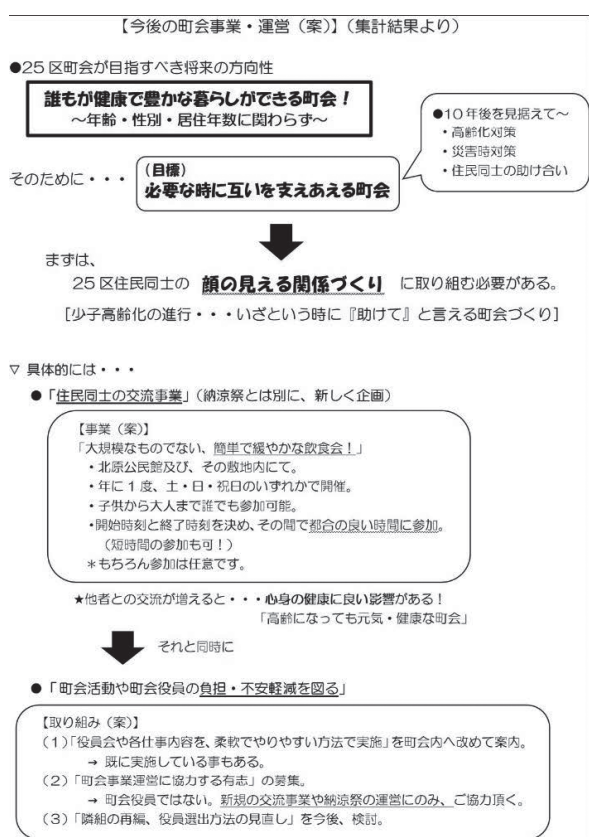 【今後の町会事業・運営（案）】（集計結果より）
●25区町会が目指すべき将来の方向性
誰もが健康で豊かな暮らしができる町会！
～年齢・性別・居住年数に関わらず～
●10年後を見据えて～
・高齢化対策
・災害時対策
・住民同士の助け合い
そのために・・・
（目標）
必要な時に互いを支えあえる町会
まずは、
25区住民同士の 顔の見える関係づくり に取り組む必要がある。
［少子高齢化の進行・・・いざという時に『助けて』と言える町会づくり］
▽ 具体的には・・・
●「住民同士の交流事業」（納涼祭とは別に、新しく企画）
【事業（案）】
「大規模なものでない、簡単で緩やかな飲食会！」
・北原公民館及び、その敷地内にて。
・年に1度、土・日・祝日のいずれかで開催。
・子供から大人まで誰でも参加可能。
・開始時刻と終了時刻を決め、その間で都合の良い時間に参加。
（短時間の参加も可！）
＊もちろん参加は任意です。
★他者との交流が増えると・・・心身の健康に良い影響がある！
「高齢になっても元気・健康な町会」
それと同時に
●「町会活動や町会役員の負担・不安軽減を図る」
【取り組み（案）】
（1）「役員会や各仕事内容を、柔軟でやりやすい方法で実施」を町会内へ改めて案内。
→ 既に実施している事もある。
（2）「町会事業運営に協力する有志」の募集。
→ 町会役員ではない。新規の交流事業や納涼祭の運営にのみ、ご協力頂く。
（3）「隣組の再編、役員選出方法の見直し」を今後、検討。